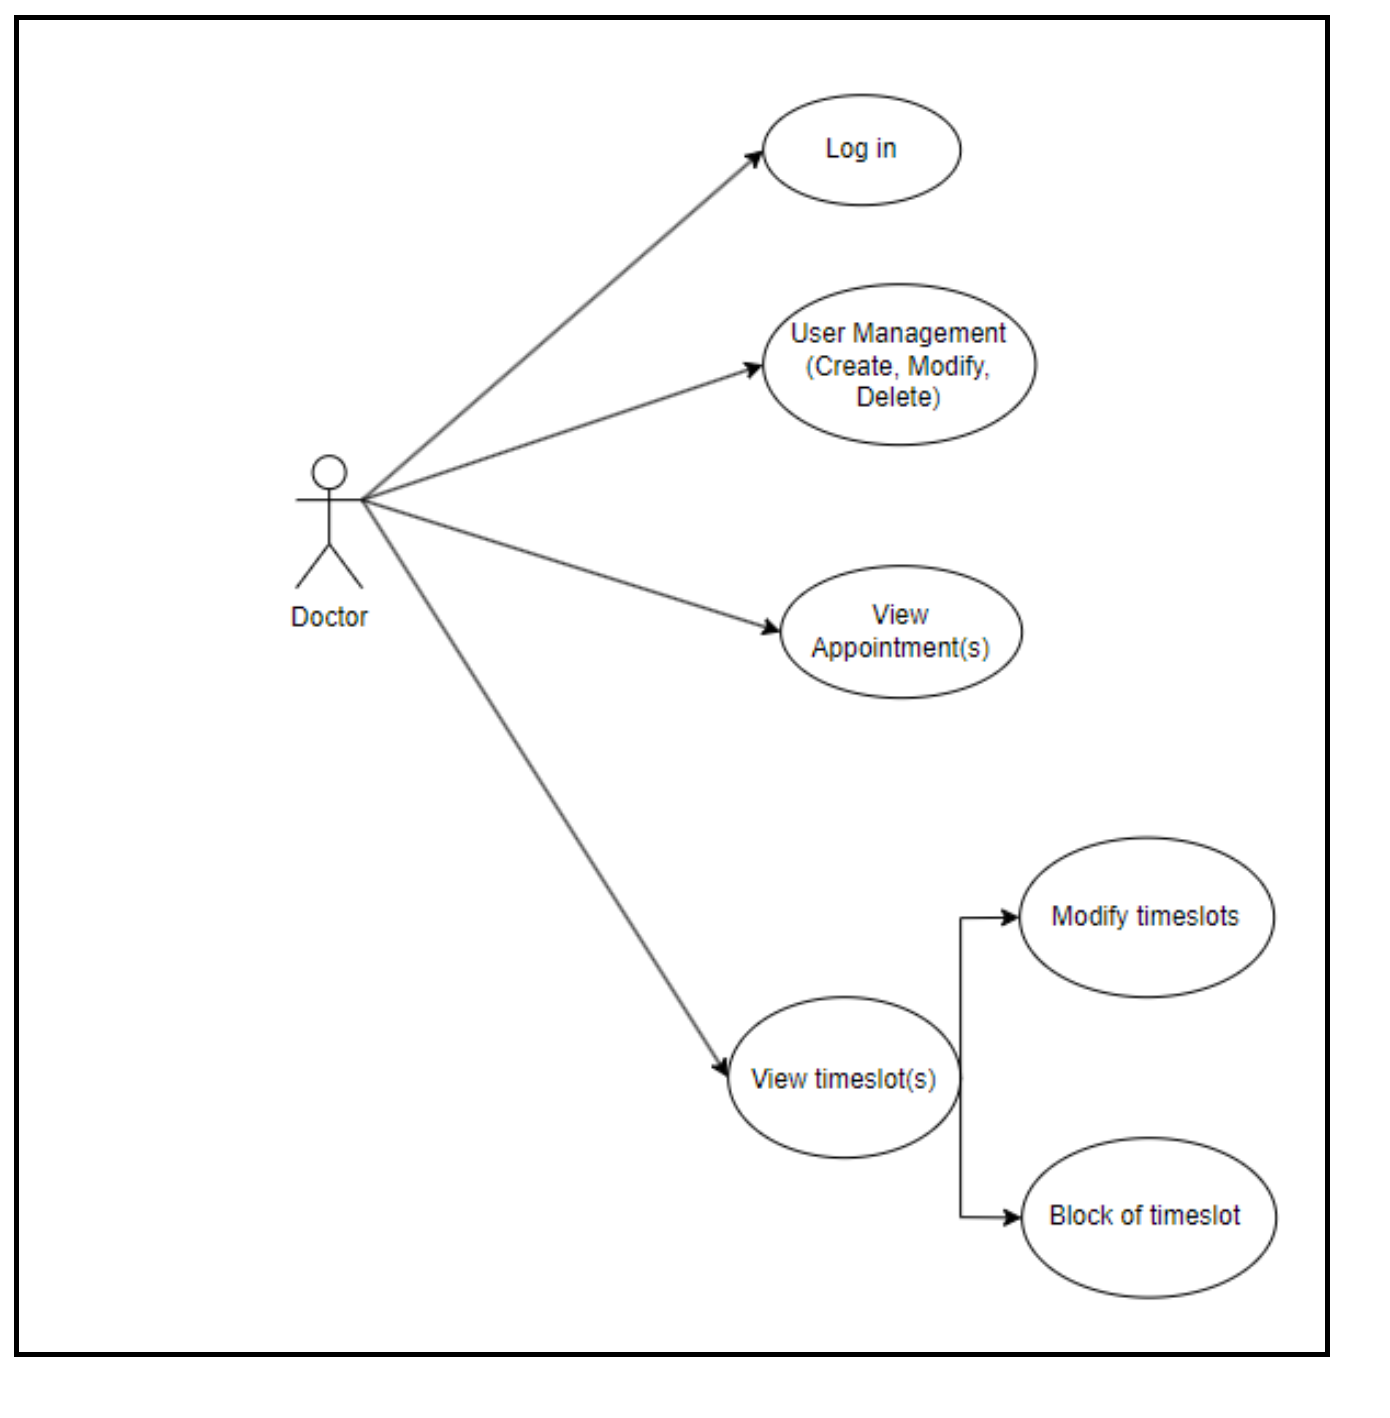 Log in
User Management
(Create, Modify,
Delete)
Doctor
View
Appointment(s)
Modify timeslots
View timeslot(s)
Block of timeslot